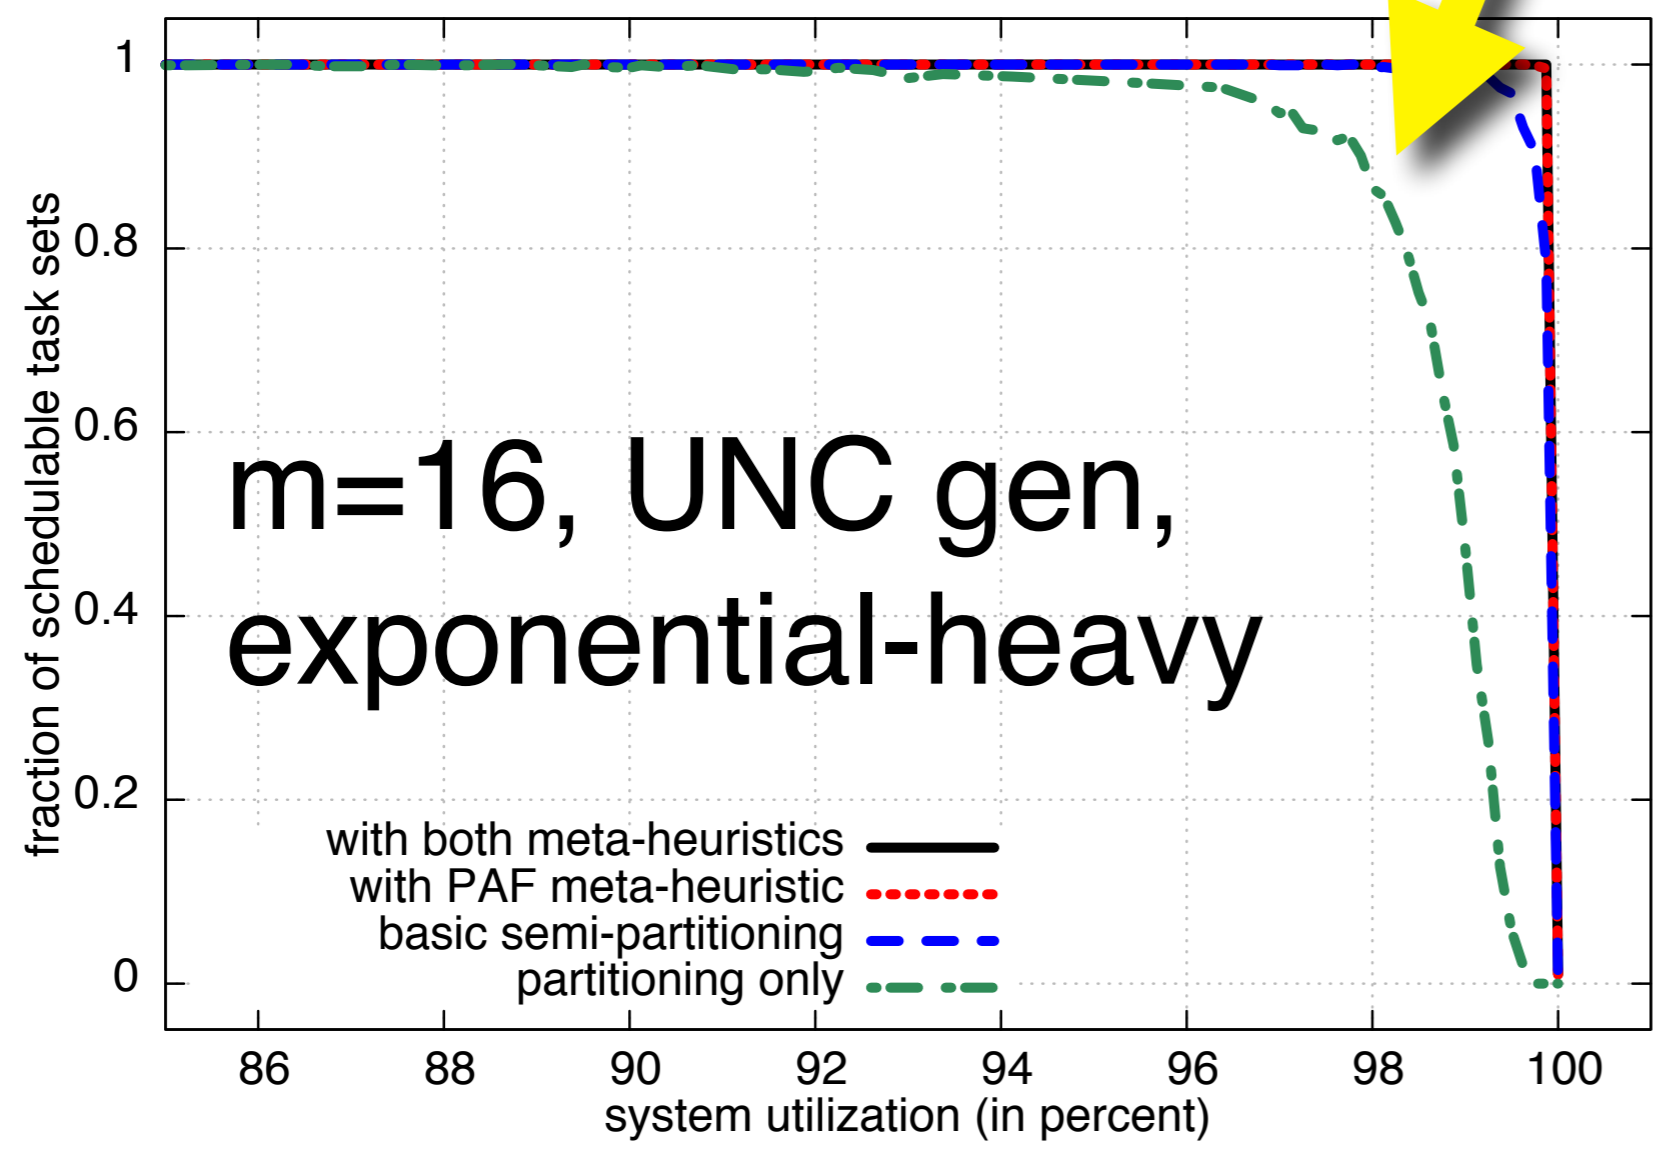 1
0.8
0.6
0.4
0.2
0
fraction of schedulable task sets
m=16, UNC gen,
exponential-heavy
with both meta-heuristics
with PAF meta-heuristic
basic semi-partitioning
partitioning only
86 88 90 92 94 96 98 100
system utilization (in percent)